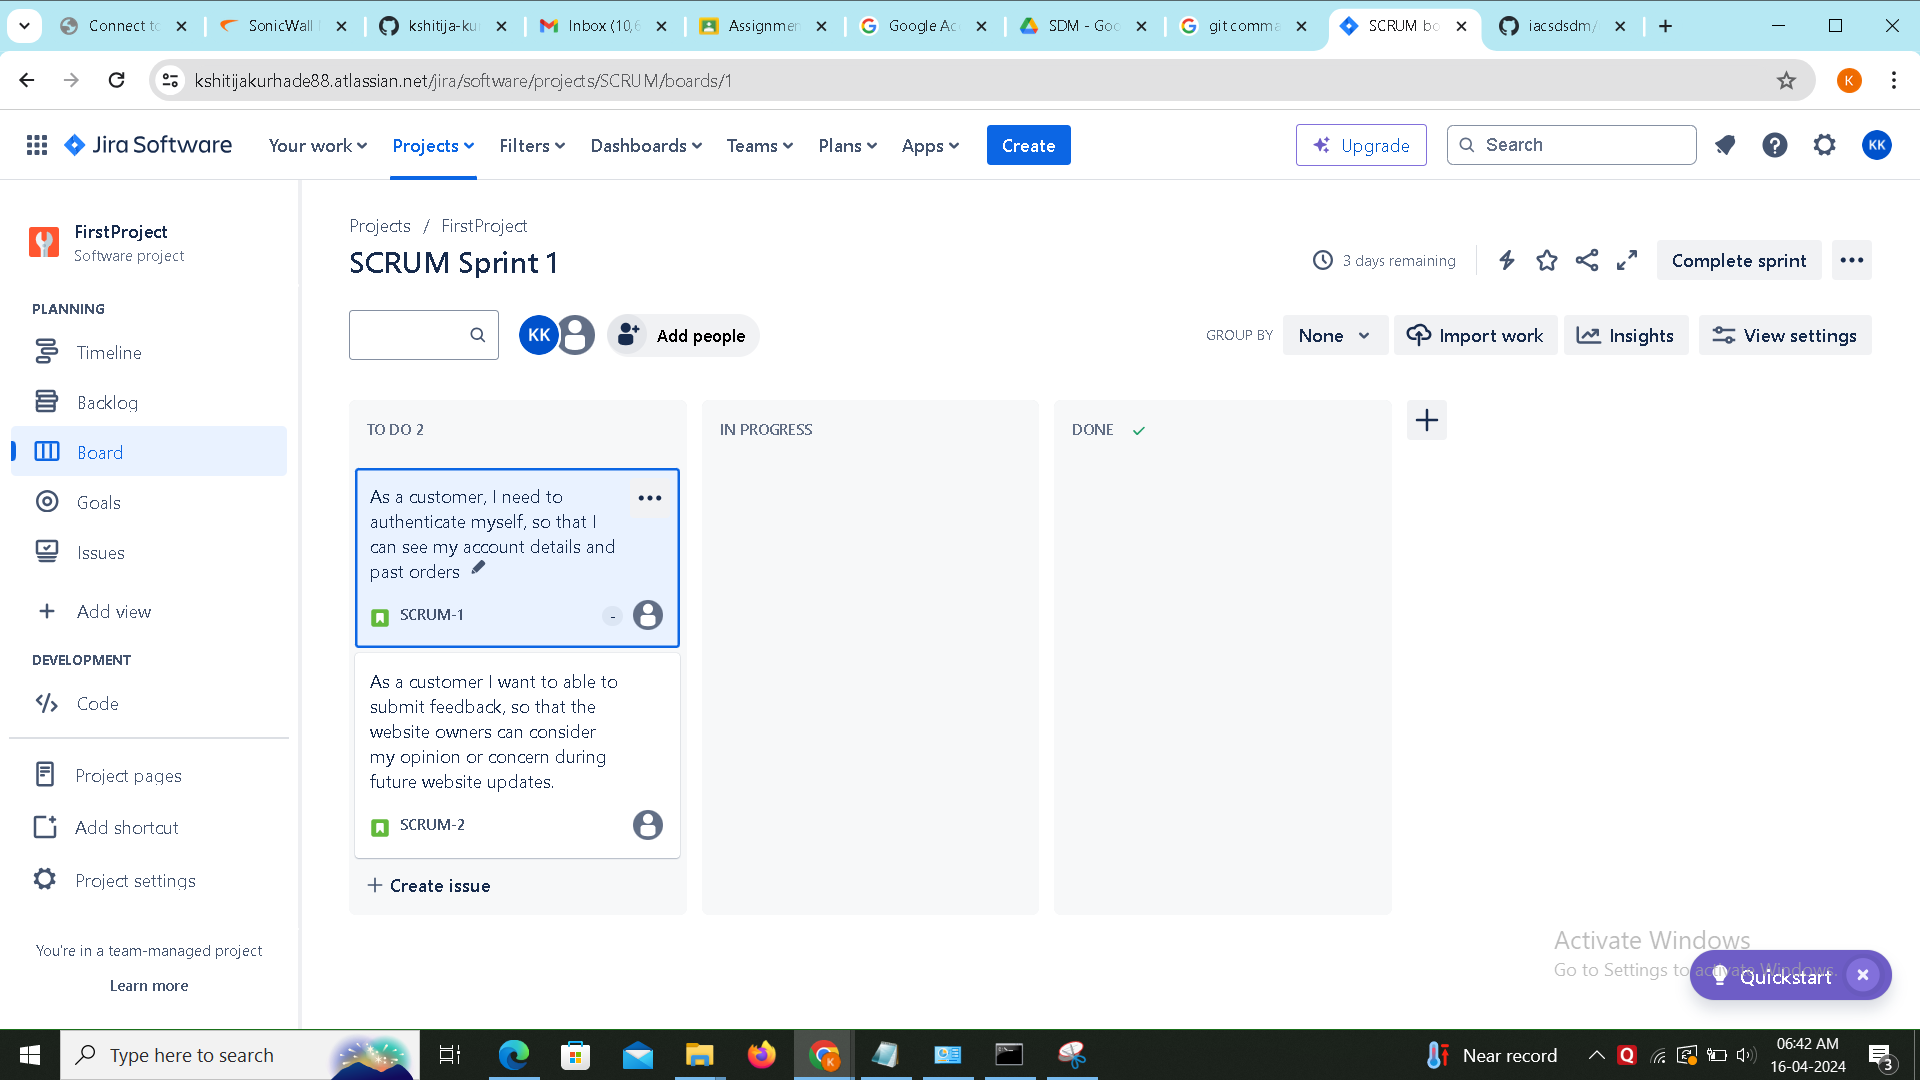 Connect to
SonicWall
kshitija-ku
Inbox (10,6
Assignmen
Google Ac
SDM - Goo
git comma
SCRUM bo
iacsdsdm/
kshitijakurhade88.atlassian.net/jira/software/projects/SCRUM/boards/1
K
Jira Software
Your work
Projects
Filters
Dashboards
Teams
Plans
Apps
Create
Upgrade
Search
KK
FirstProject
Software project
PLANNING
Timeline
Backlog
Board
Goals
Issues
Add view
DEVELOPMENT
Code
Project pages
Add shortcut
Project settings
You're in a team-managed project
Learn more
Projects / FirstProject
SCRUM Sprint 1
3 days remaining
Complete sprint
KK
Add people
GROUP BY
None
Import work
Insights
View settings
TO DO 2
As a customer, I need to
authenticate myself, so that I
can see my account details and
past orders
SCRUM-1
-
As a customer I want to able to
submit feedback, so that the
website owners can consider
my opinion or concern during
future website updates.
SCRUM-2
+ Create issue
IN PROGRESS
DONE
Activate Windows
Go to Settings to activate Windows.
Quickstart
Type here to search
K
Near record
Q
06:42 AM
16-04-2024
3